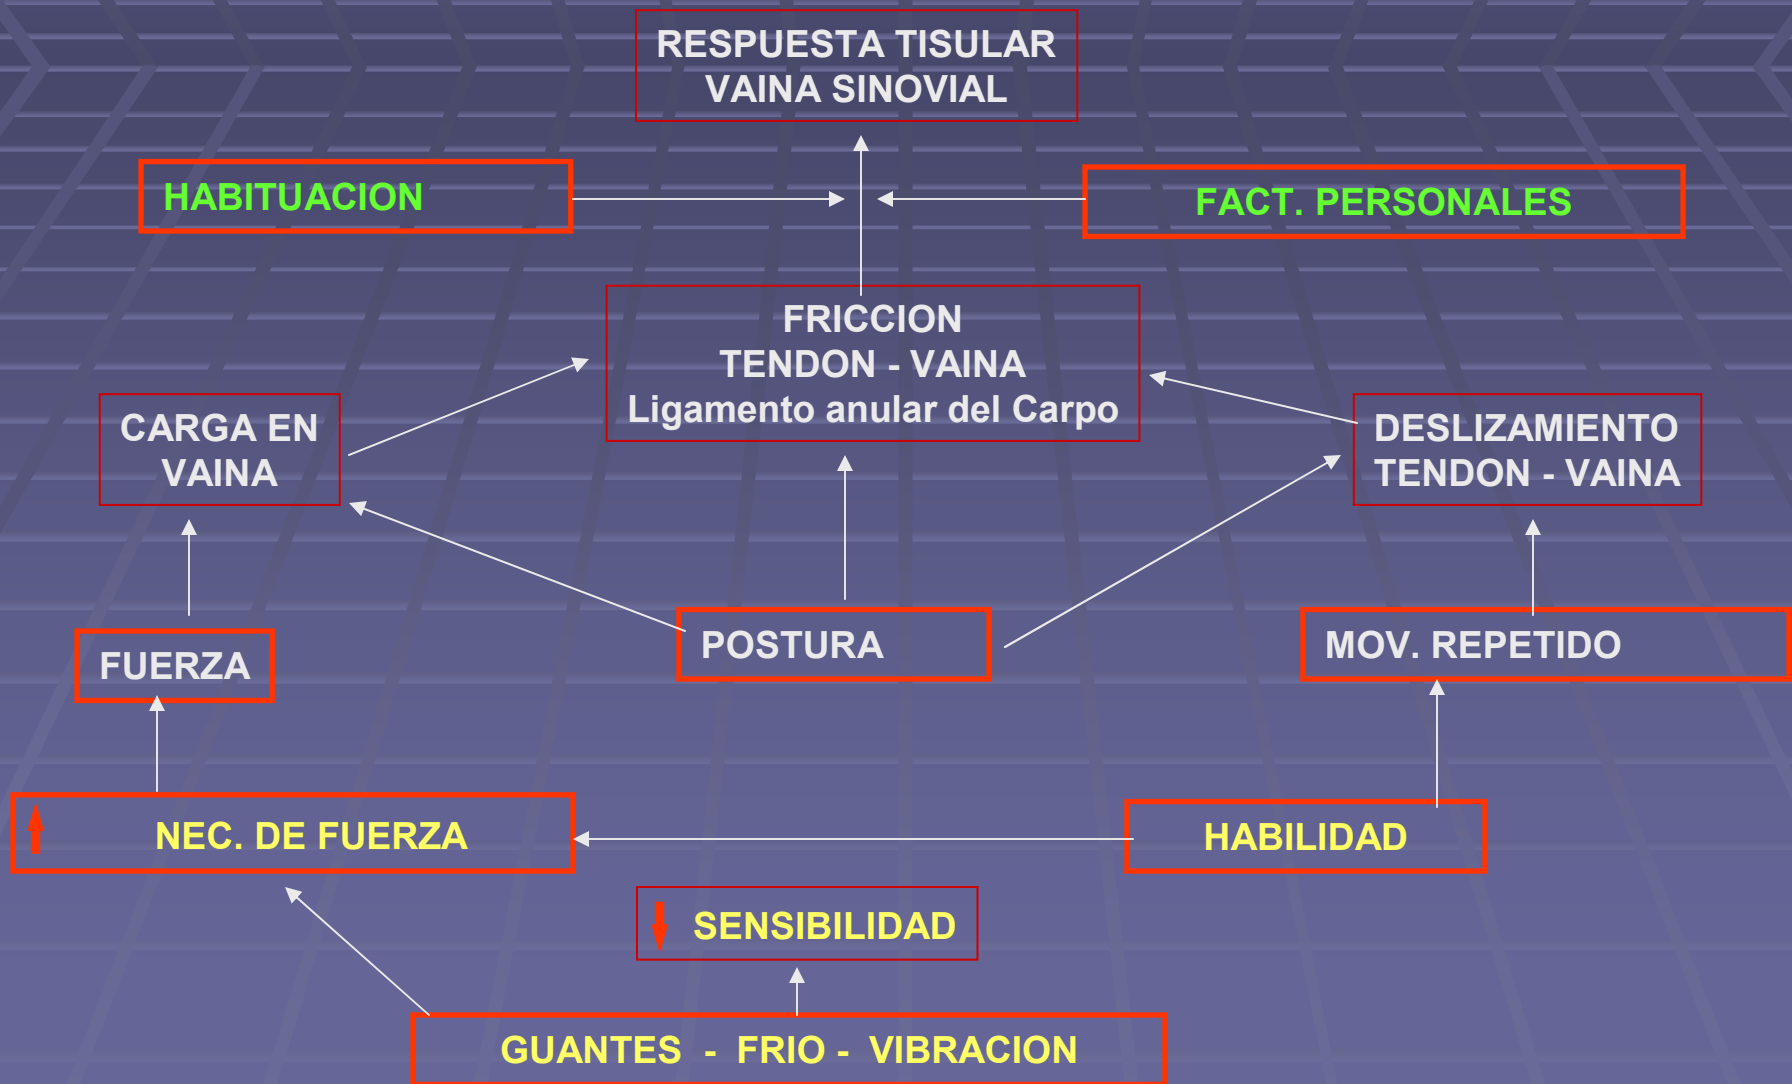 RESPUESTA TISULAR
VAINA SINOVIAL
HABITUACION
FACT. PERSONALES
FRICCION
TENDON - VAINA
Ligamento anular del Carpo
CARGA EN
VAINA
DESLIZAMIENTO
TENDON - VAINA
FUERZA
POSTURA
MOV. REPETIDO
NEC. DE FUERZA
HABILIDAD
SENSIBILIDAD
GUANTES - FRIO - VIBRACION